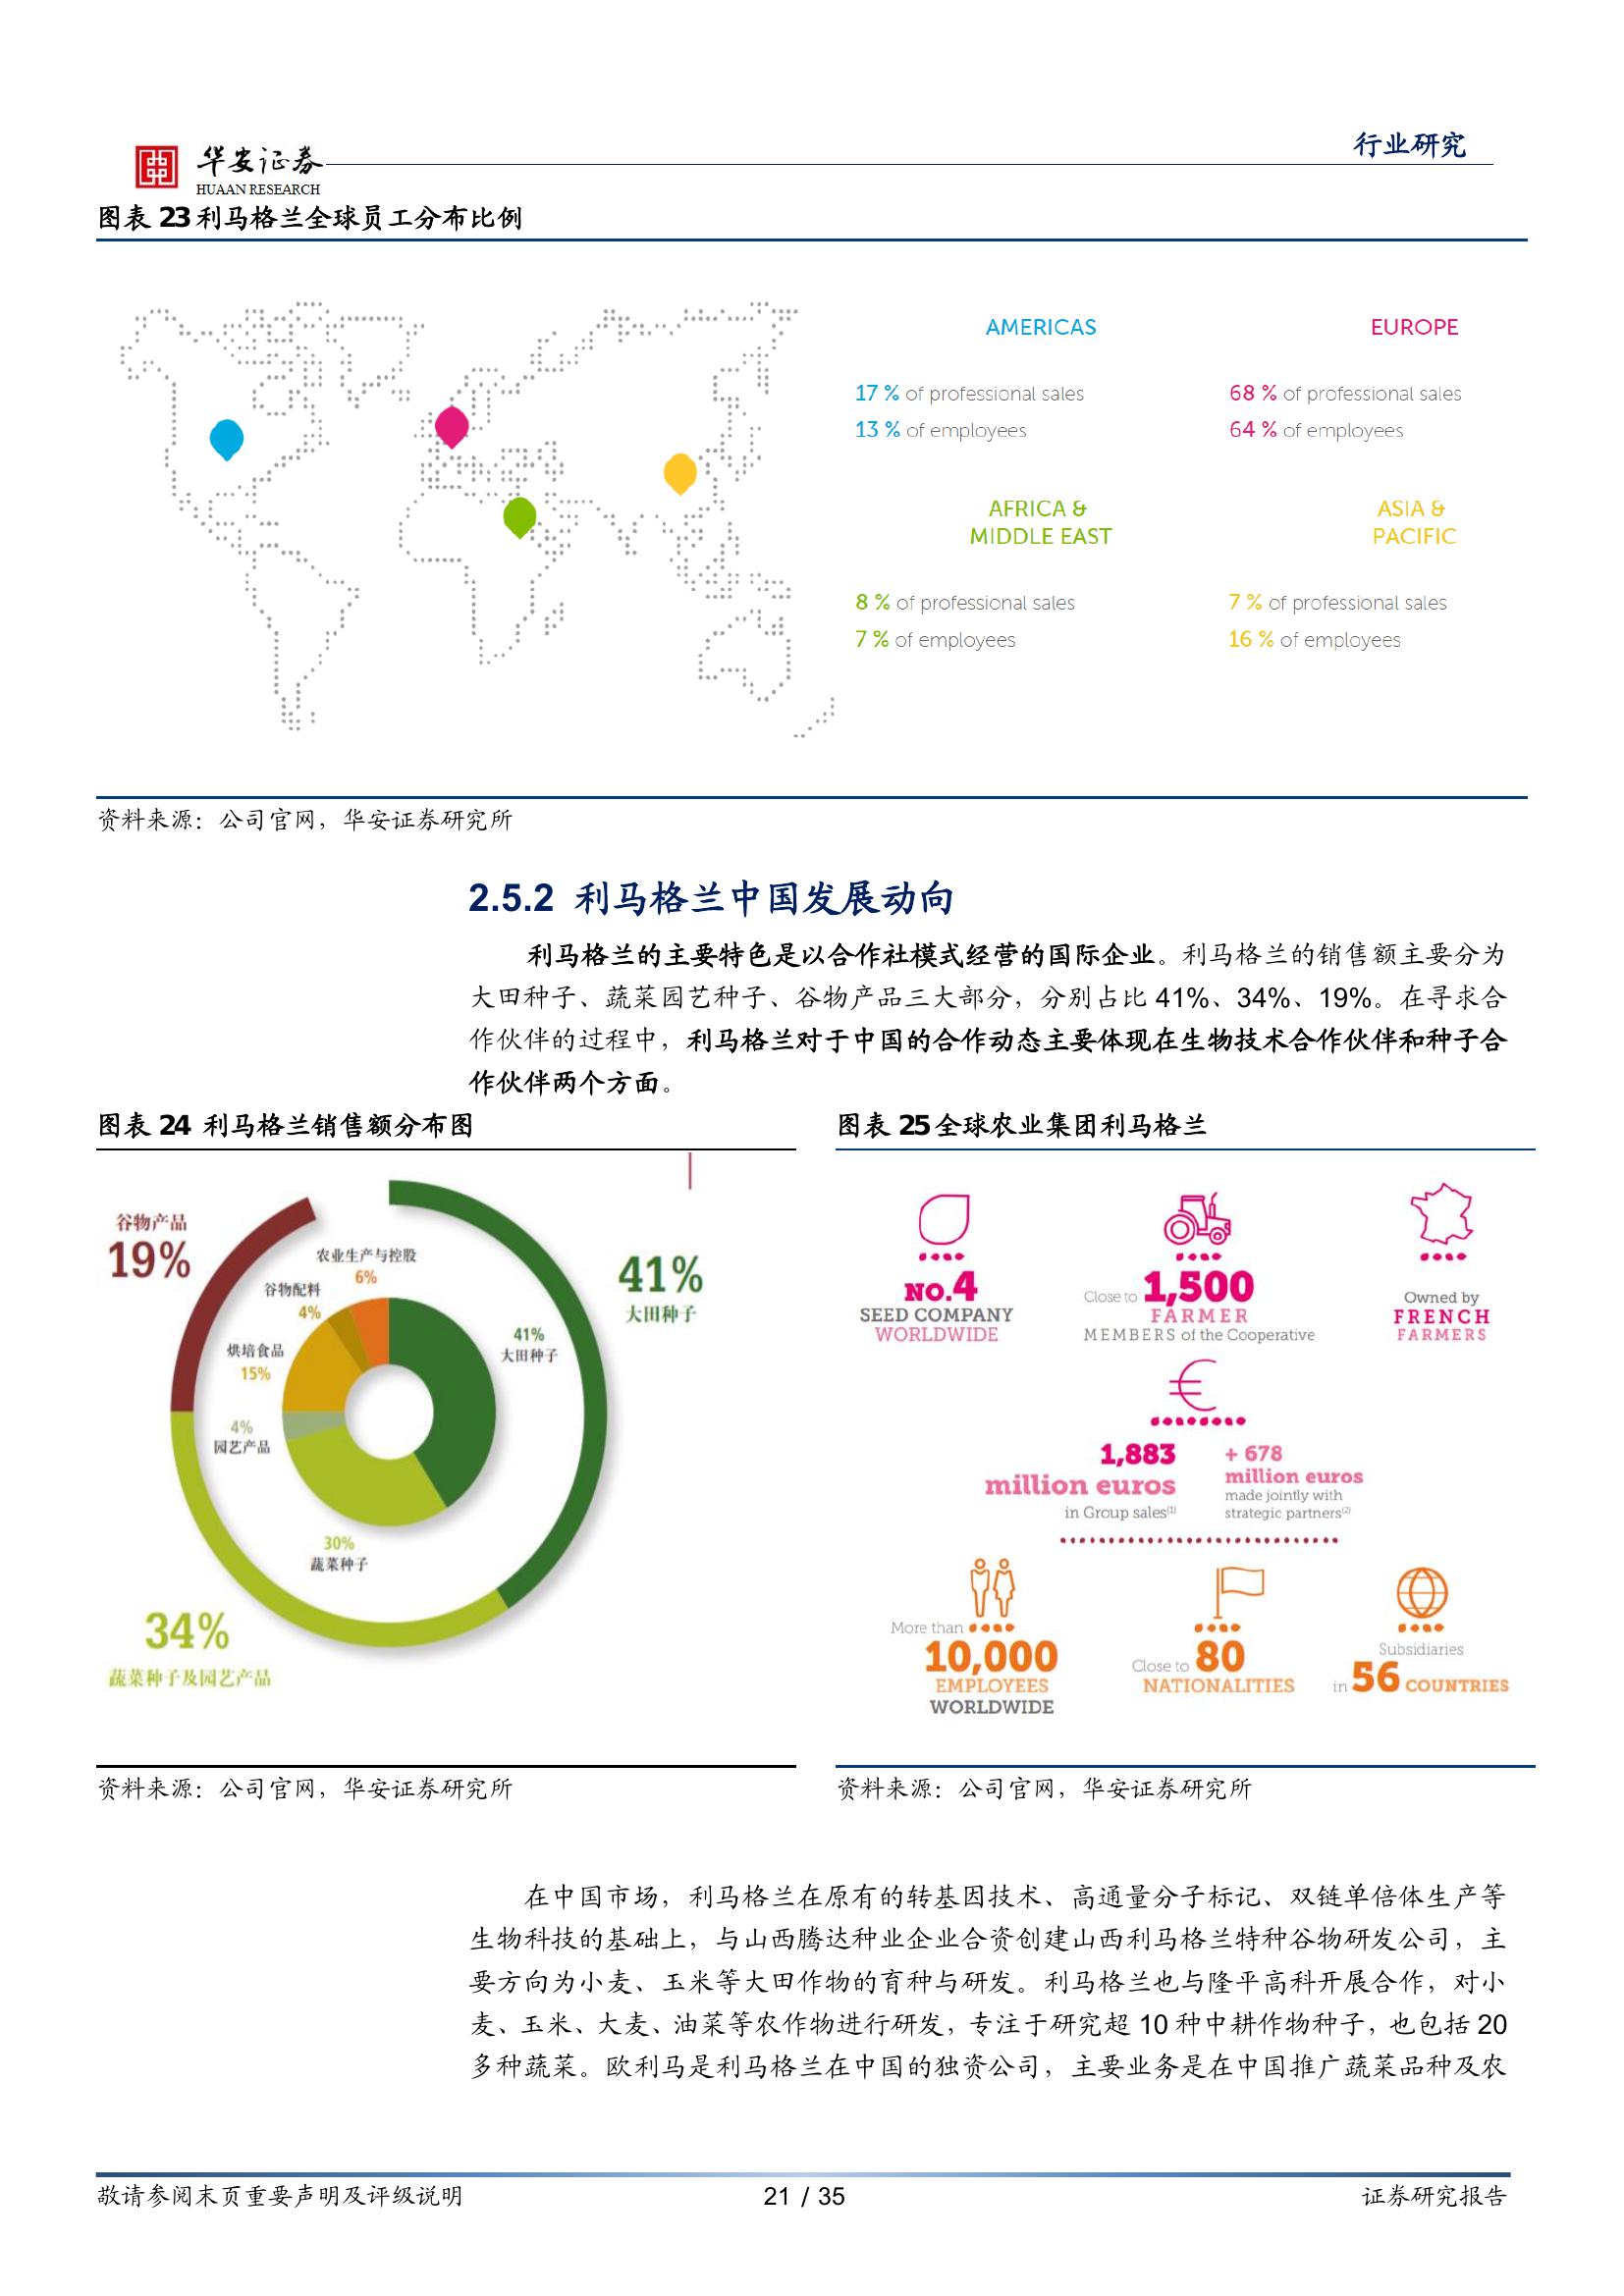 华安证券
HUAAN RESEARCH
行业研究
图表 23 利马格兰全球员工分布比例
AMERICAS
17 % of professional sales
13 % of employees
EUROPE
68 % of professional sales
64 % of employees
AFRICA &
MIDDLE EAST
8 % of professional sales
7 % of employees
ASIA &
PACIFIC
7 % of professional sales
16 % of employees
资料来源：公司官网，华安证券研究所
2.5.2 利马格兰中国发展动向
利马格兰的主要特色是以合作社模式经营的国际企业。利马格兰的销售额主要分为
大田种子、蔬菜园艺种子、谷物产品三大部分，分别占比 41%、34%、19%。在寻求合
作伙伴的过程中，利马格兰对于中国的合作动态主要体现在生物技术合作伙伴和种子合
作伙伴两个方面。
图表 24 利马格兰销售额分布图
谷物产品
19%
农业生产与控股
6%
谷物配料
4%
烘培食品
15%
4%
园艺产品
30%
蔬菜种子
41%
大田种子
41%
大田种子
34%
蔬菜种子及园艺产品
资料来源：公司官网，华安证券研究所
图表 25 全球农业集团利马格兰
NO.4
SEED COMPANY
WORLDWIDE
Close to 1,500
FARMER
MEMBERS of the Cooperative
Owned by
FRENCH
FARMERS
1,883
million euros
in Group sales(1)
+ 678
million euros
made jointly with
strategic partners(2)
More than
10,000
EMPLOYEES
WORLDWIDE
Close to 80
NATIONALITIES
Subsidiaries
in 56 COUNTRIES
资料来源：公司官网，华安证券研究所
在中国市场，利马格兰在原有的转基因技术、高通量分子标记、双链单倍体生产等
生物科技的基础上，与山西腾达种业企业合资创建山西利马格兰特种谷物研发公司，主
要方向为小麦、玉米等大田作物的育种与研发。利马格兰也与隆平高科开展合作，对小
麦、玉米、大麦、油菜等农作物进行研发，专注于研究超 10 种中耕作物种子，也包括 20
多种蔬菜。欧利马是利马格兰在中国的独资公司，主要业务是在中国推广蔬菜品种及农
敬请参阅末页重要声明及评级说明
21 / 35
证券研究报告